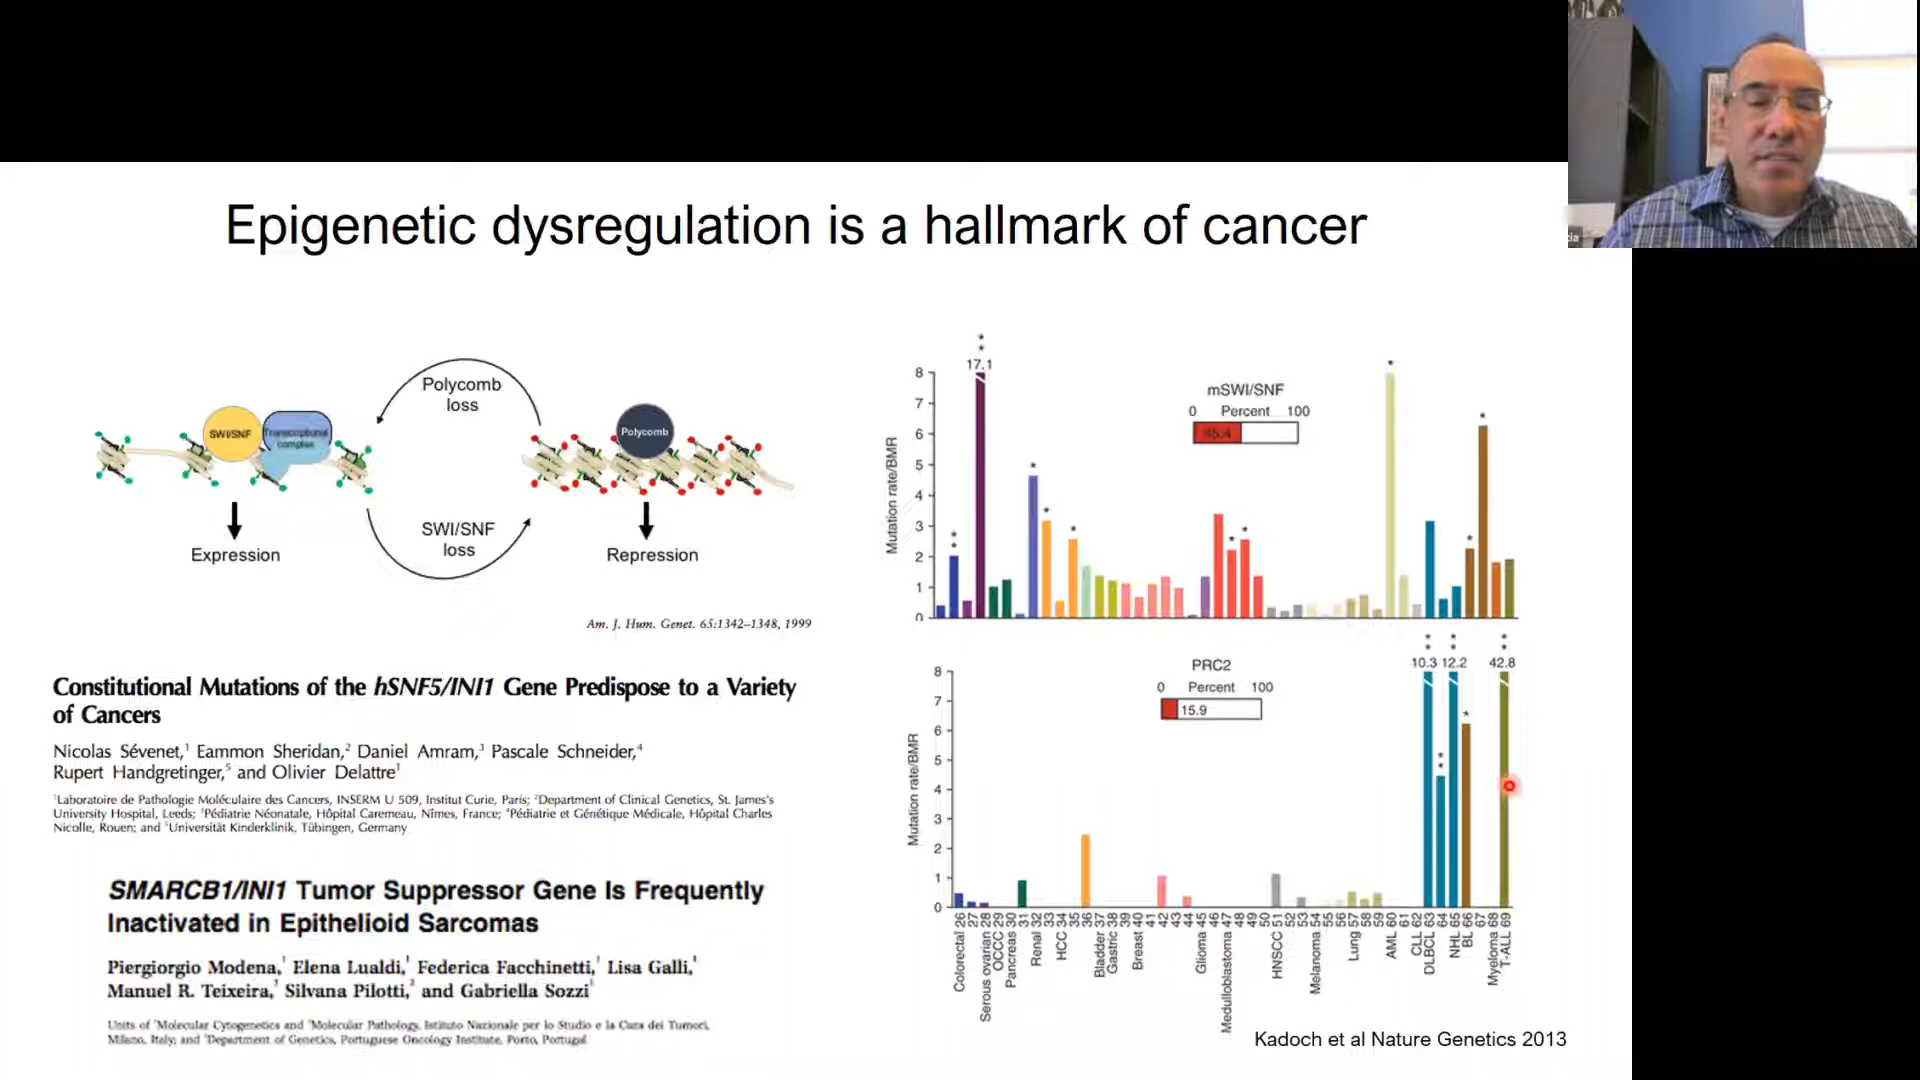 Epigenetic dysregulation is a hallmark of cancer
Polycomb
loss
SWI/SNF
Transcriptional
complex
Polycomb
SWI/SNF
loss
Expression
Repression
Am. J. Hum. Genet. 65:1342–1348, 1999
Constitutional Mutations of the hSNF5/INI1 Gene Predispose to a Variety
of Cancers
Nicolas Sévenet,1 Eammon Sheridan,2 Daniel Amram,3 Pascale Schneider,4
Rupert Handgretinger,5 and Olivier Delattre1
1Laboratoire de Pathologie Moléculaire des Cancers, INSERM U 509, Institut Curie, Paris; 2Department of Clinical Genetics, St. James's
University Hospital, Leeds; 3Pédiatrie Néonatale, Hôpital Caremeau, Nîmes, France; 4Pédiatrie et Génétique Médicale, Hôpital Charles
Nicolle, Rouen; and 5Universität Kinderklinik, Tübingen, Germany
SMARCB1/INI1 Tumor Suppressor Gene Is Frequently
Inactivated in Epithelioid Sarcomas
Piergiorgio Modena,1 Elena Lualdi,1 Federica Facchinetti,1 Lisa Galli,1
Manuel R. Teixeira,3 Silvana Pilotti,2 and Gabriella Sozzi1
Units of 1Molecular Cytogenetics and 2Molecular Pathology, Istituto Nazionale per lo Studio e la Cura dei Tumori,
Milano, Italy; and 3Department of Genetics, Portuguese Oncology Institute, Porto, Portugal
* *
17.1
*
mSWI/SNF
0 Percent 100
45.4
Mutation rate/BMR
8
7
6
5
4
3
2
1
0
* *
*
*
*
*
*
*
*
PRC2
0 Percent 100
15.9
* *
10.3
* *
12.2
* *
42.8
* *
*
Mutation rate/BMR
8
7
6
5
4
3
2
1
0
Colorectal 26
27
Serous ovarian 28
OCCC 29
Pancreas 30
31
Renal 32
33
HCC 34
35
36
Bladder 37
Gastric 38
39
Breast 40
41
42
43
44
Glioma 45
46
Medulloblastoma 47
48
49
50
HNSCC 51
52
53
Melanoma 54
55
56
Lung 57
58
59
AML 60
61
CLL 62
DLBCL 63
64
NHL 65
BL 66
67
Myeloma 68
T-ALL 69
Kadoch et al Nature Genetics 2013